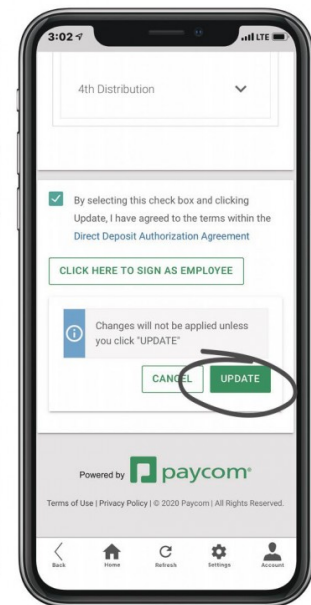 3:02
LTE
4th Distribution
By selecting this check box and clicking
Update, I have agreed to the terms within the
Direct Deposit Authorization Agreement
CLICK HERE TO SIGN AS EMPLOYEE
Changes will not be applied unless
you click "UPDATE"
CANCEL UPDATE
Powered by paycom®
Terms of Use | Privacy Policy | © 2020 Paycom | All Rights Reserved.
Back Home Refresh Settings Account